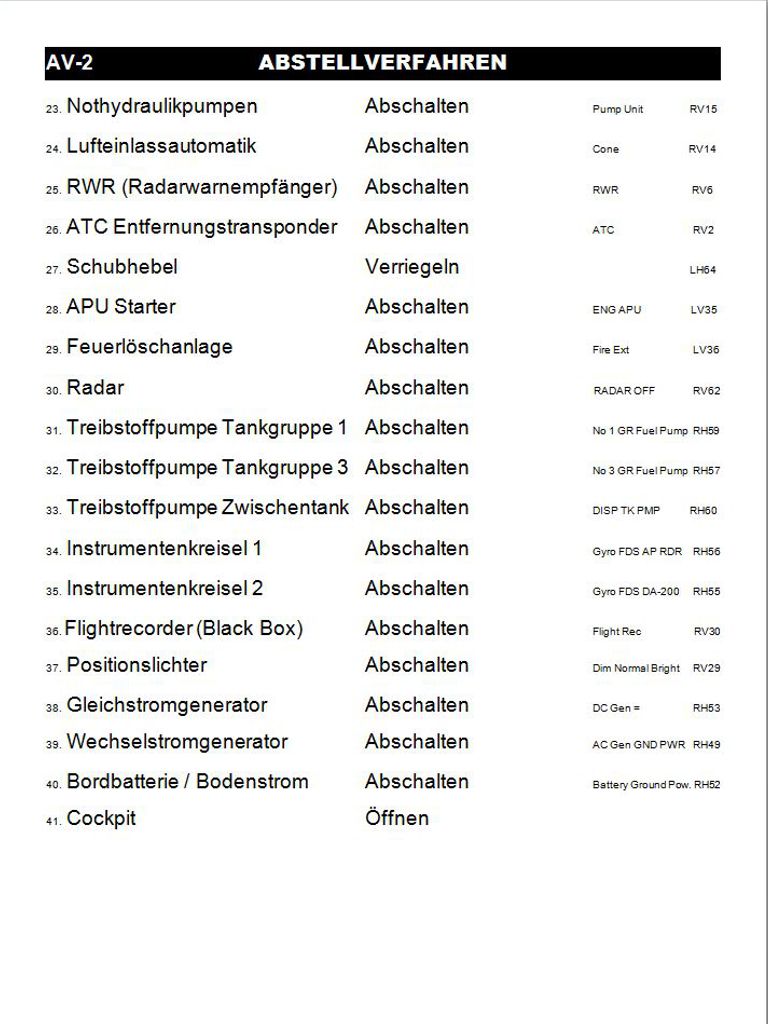 AV-2 ABSTELLVERFAHREN
23. Nothydraulikpumpen Abschalten Pump Unit RV15
24. Lufteinlassautomatik Abschalten Cone RV14
25. RWR (Radarwarnempfänger) Abschalten RWR RV6
26. ATC Entfernungstransponder Abschalten ATC RV2
27. Schubhebel Verriegeln LH64
28. APU Starter Abschalten ENG APU LV35
29. Feuerlöschanlage Abschalten Fire Ext LV36
30. Radar Abschalten RADAR OFF RV62
31. Treibstoffpumpe Tankgruppe 1 Abschalten No 1 GR Fuel Pump RH59
32. Treibstoffpumpe Tankgruppe 3 Abschalten No 3 GR Fuel Pump RH57
33. Treibstoffpumpe Zwischentank Abschalten DISP TK PMP RH60
34. Instrumentenkreisel 1 Abschalten Gyro FDS AP RDR RH56
35. Instrumentenkreisel 2 Abschalten Gyro FDS DA-200 RH55
36. Flightrecorder (Black Box) Abschalten Flight Rec RV30
37. Positionslichter Abschalten Dim Normal Bright RV29
38. Gleichstromgenerator Abschalten DC Gen = RH53
39. Wechselstromgenerator Abschalten AC Gen GND PWR RH49
40. Bordbatterie / Bodenstrom Abschalten Battery Ground Pow. RH52
41. Cockpit Öffnen